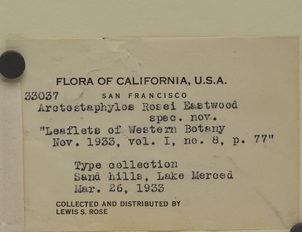 FLORA OF CALIFORNIA, U.S.A.
SAN FRANCISCO
33037
Arctostaphylos Rosei Eastwood
spec. nov.
"Leaflets of Western Botany
Nov. 1933, vol. I, no. 8, p. 77"
Type collection
Sand hills, Lake Merced
Mar. 26, 1933
COLLECTED AND DISTRIBUTED BY
LEWIS S. ROSE